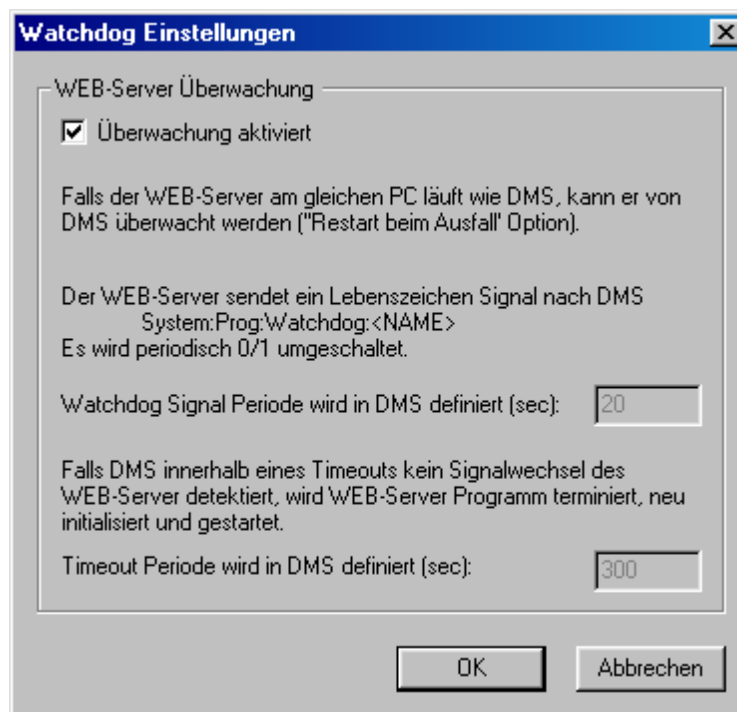 Watchdog Einstellungen
WEB-Server Überwachung
Überwachung aktiviert
Falls der WEB-Server am gleichen PC läuft wie DMS, kann er von
DMS überwacht werden ("Restart beim Ausfall' Option).
Der WEB-Server sendet ein Lebenszeichen Signal nach DMS
System:Prog:Watchdog:<NAME>
Es wird periodisch 0/1 umgeschaltet.
Watchdog Signal Periode wird in DMS definiert (sec): 20
Falls DMS innerhalb eines Timeouts kein Signalwechsel des
WEB-Server detektiert, wird WEB-Server Programm terminiert, neu
initialisiert und gestartet.
Timeout Periode wird in DMS definiert (sec): 300
OK Abbrechen